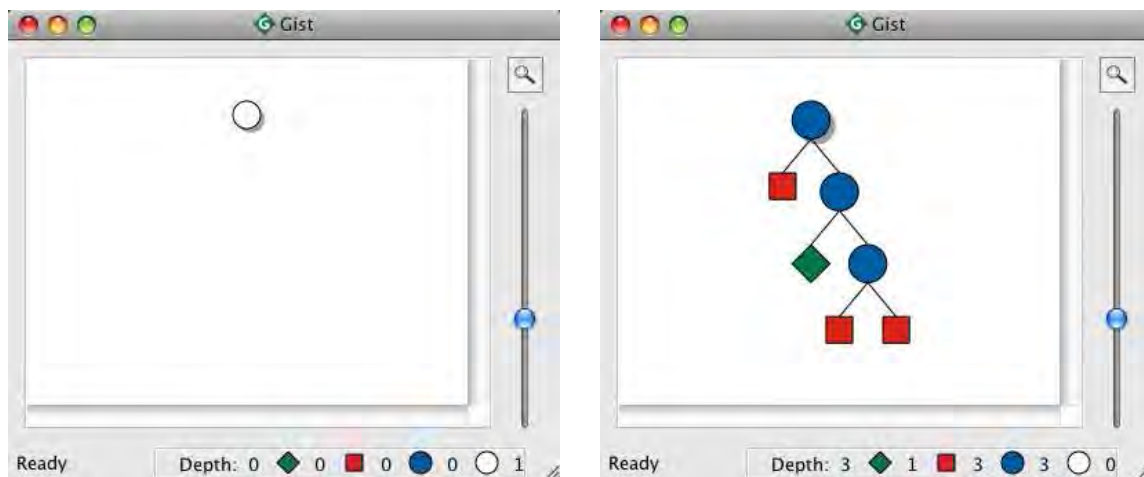 Gist
Ready Depth: 0 0 0 0 1
Gist
Ready Depth: 3 1 3 3 0